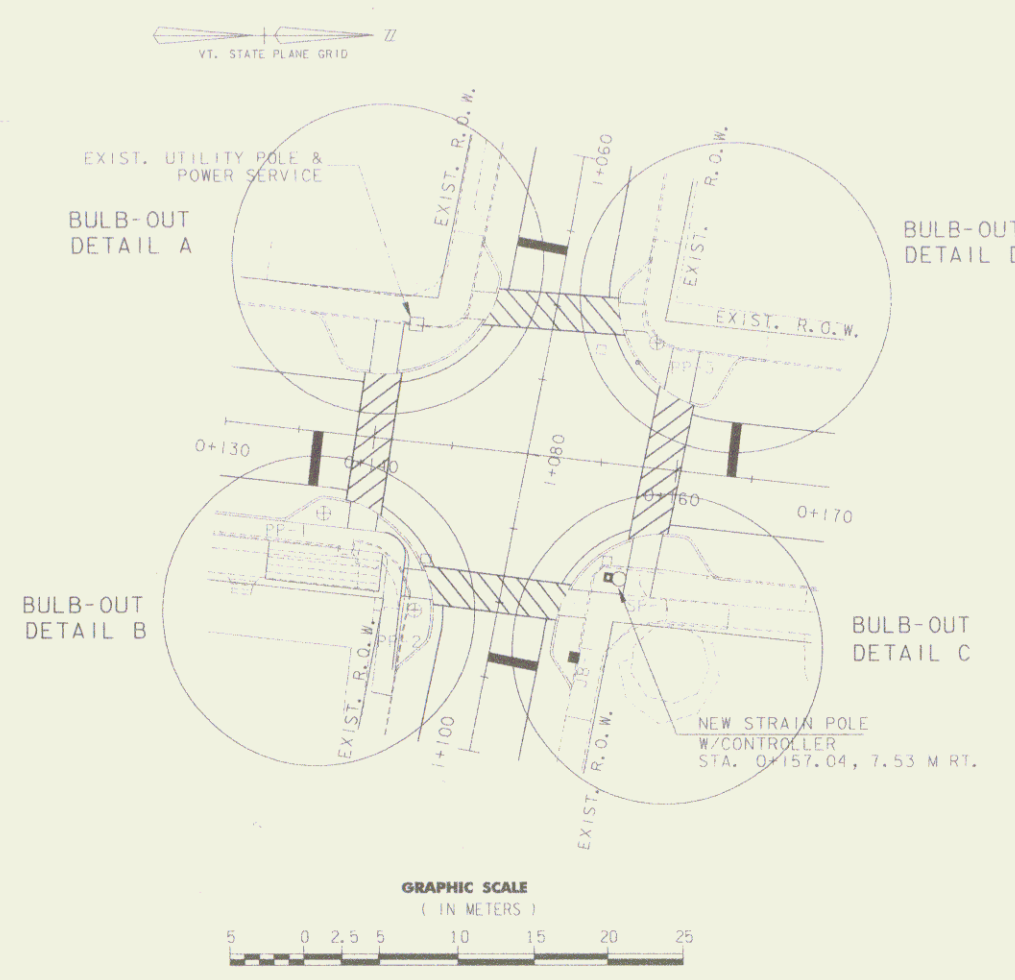 VT. STATE PLANE GRID
EXIST. UTILITY POLE &
POWER SERVICE
BULB-OUT
DETAIL A
EXIST. R.O.W.
1+060
EXIST. R.O.W.
BULB-OUT
DETAIL D
EXIST. R.O.W.
PP-3
0+130
0+140
1+080
0+160
0+170
PP-1
BULB-OUT
DETAIL B
PP-2
EXIST. R.O.W.
1+100
SP-1
JB-1
EXIST. R.O.W.
BULB-OUT
DETAIL C
NEW STRAIN POLE
W/CONTROLLER
STA. 0+157.04, 7.53 M RT.
GRAPHIC SCALE
( IN METERS )
5 0 2.5 5 10 15 20 25